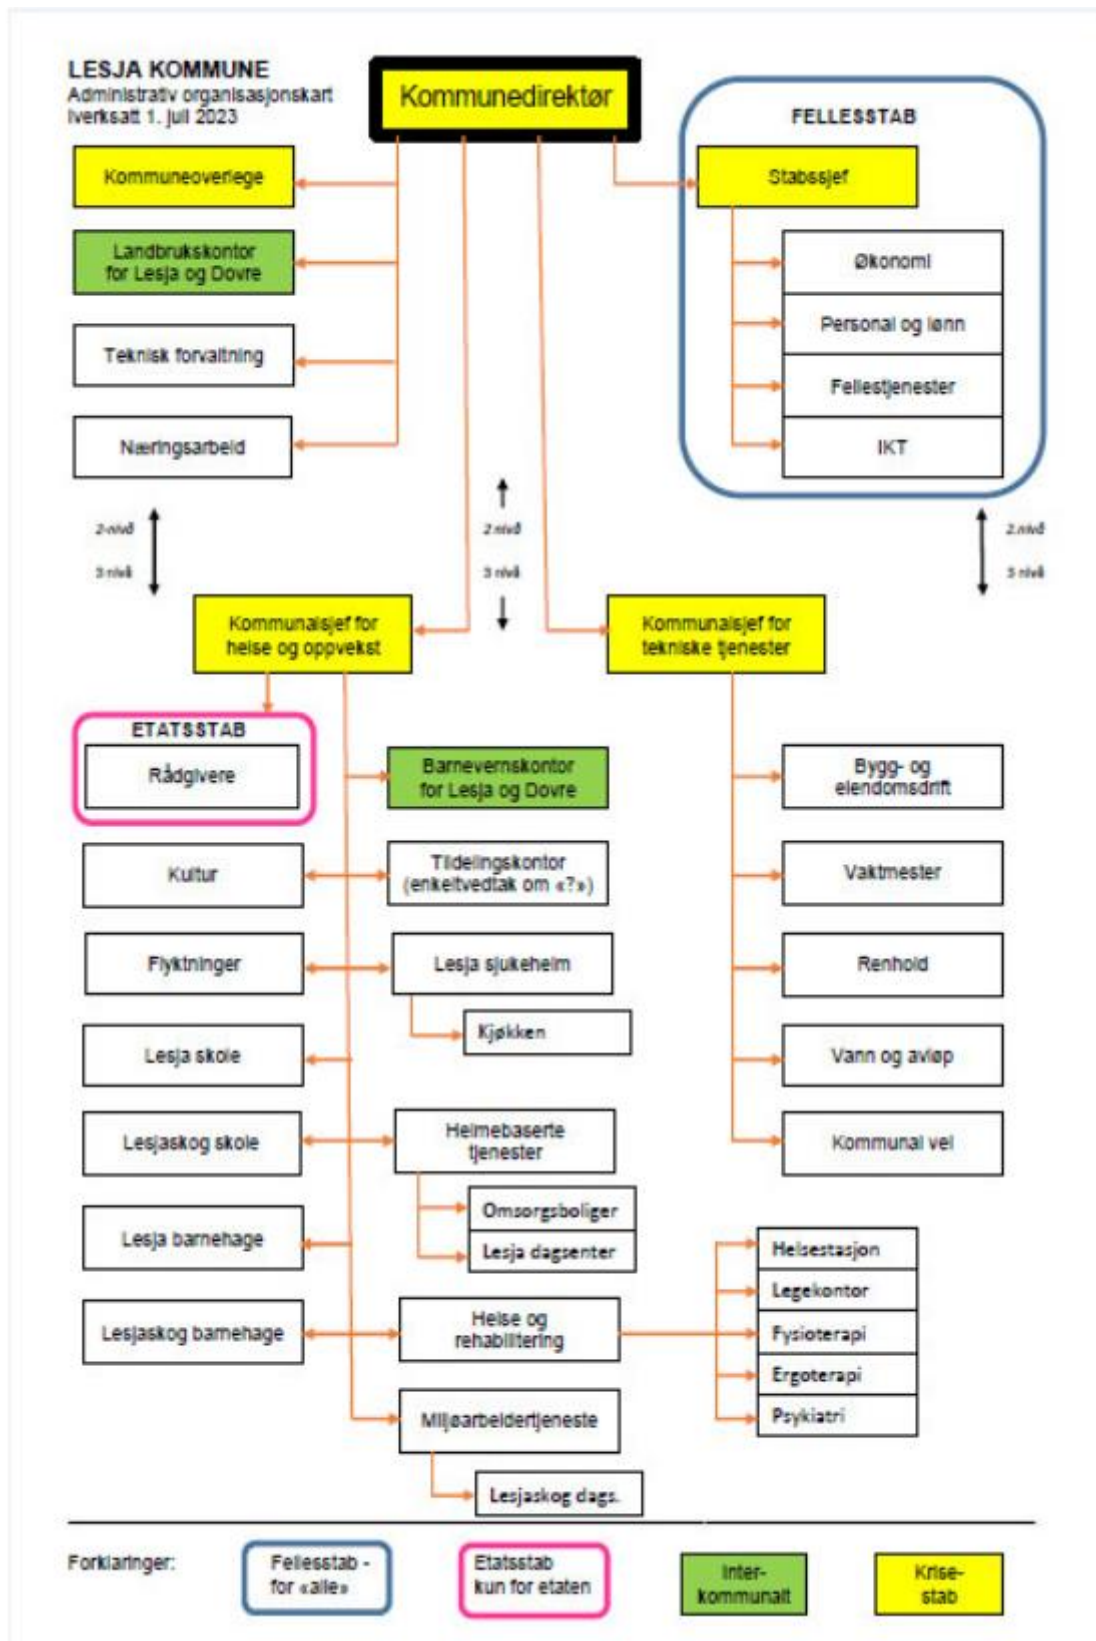 LESJA KOMMUNE
Administrativ organisasjonskart
Iverksatt 1. juli 2023
Kommunedirektør
FELLESSTAB
Kommuneoverlege
Stabssjef
Landbrukskontor
for Lesja og Dovre
Økonomi
Teknisk forvaltning
Personal og lønn
Fellestjenester
Næringsarbeid
IKT
2-nivå
3 nivå
2.nivå
3 nivå
2.nivå
3 nivå
Kommunalsjef for
helse og oppvekst
Kommunalsjef for
tekniske tjenester
ETATSSTAB
Rådgivere
Barnevernskontor
for Lesja og Dovre
Bygg- og
eiendomsdrift
Kultur
Tildelingskontor
(enkeltvedtak om «?»)
Vaktmester
Flyktninger
Lesja sjukeheim
Renhold
Kjøkken
Lesja skole
Vann og avløp
Lesjaskog skole
Heimebaserte
tjenester
Kommunal vei
Omsorgsboliger
Lesja dagsenter
Lesja barnehage
Helsestasjon
Legekontor
Lesjaskog barnehage
Helse og
rehabilitering
Fysioterapi
Ergoterapi
Psykiatri
Miljøarbeidertjeneste
Lesjaskog dags.
Forklaringer:
Fellesstab -
for «alle»
Etatsstab
kun for etaten
Inter-
kommunalt
Krise-
stab